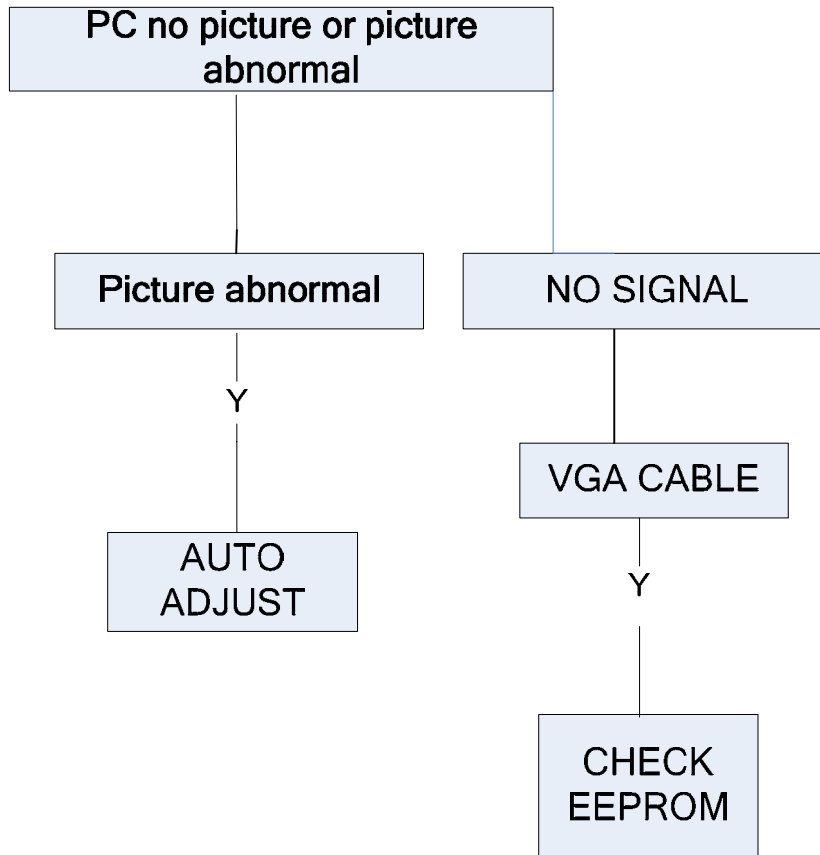 PC no picture or picture
abnormal
Picture abnormal
NO SIGNAL
Y
VGA CABLE
AUTO
ADJUST
Y
CHECK
EEPROM